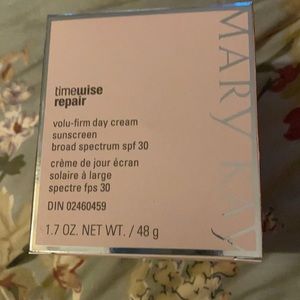 MARY KAY
timewise
repair
volu-firm day cream
sunscreen
broad spectrum spf 30
crème de jour écran
solaire à large
spectre fps 30
DIN 02460459
1.7 OZ. NET WT. / 48 g